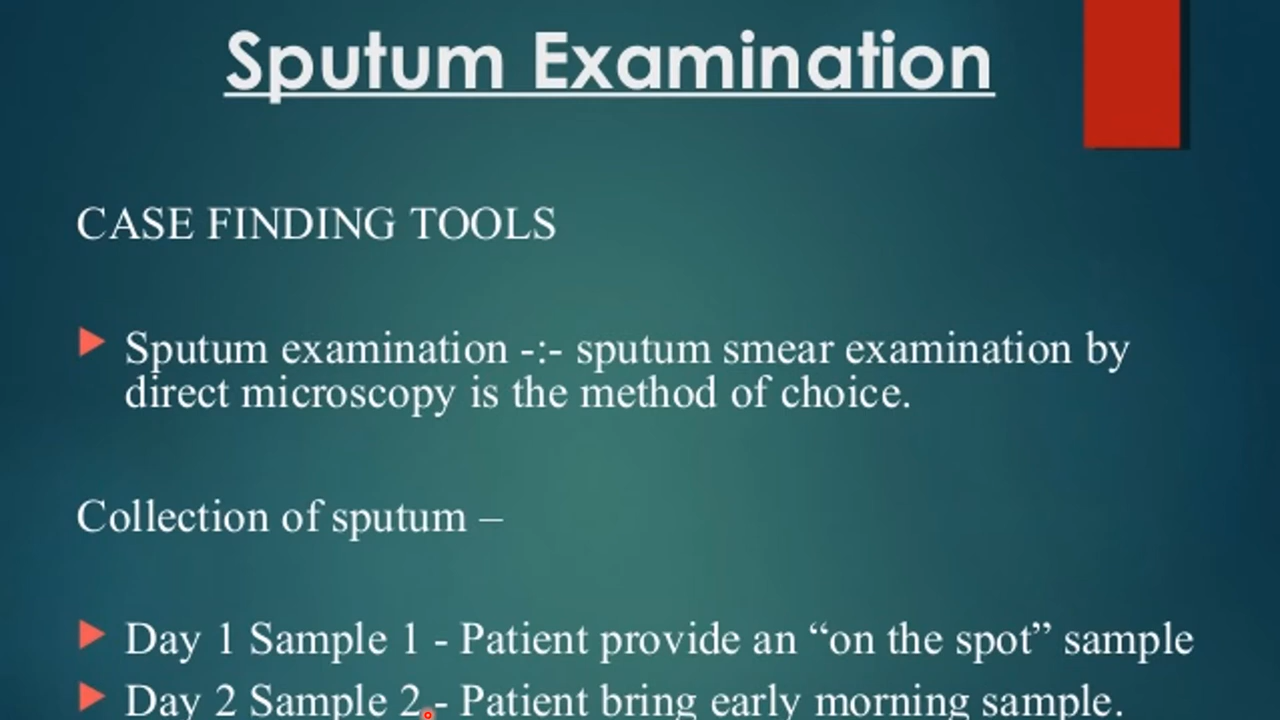 Sputum Examination
CASE FINDING TOOLS
Sputum examination -:- sputum smear examination by
direct microscopy is the method of choice.
Collection of sputum –
Day 1 Sample 1 - Patient provide an “on the spot” sample
Day 2 Sample 2 - Patient bring early morning sample.